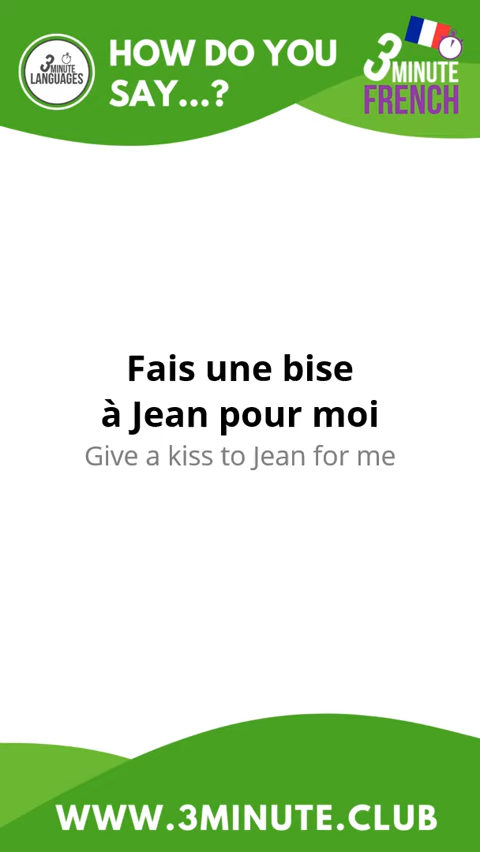 3
MINUTE
LANGUAGES
HOW DO YOU
SAY...?
3
MINUTE
FRENCH
Fais une bise
à Jean pour moi
Give a kiss to Jean for me
WWW.3MINUTE.CLUB